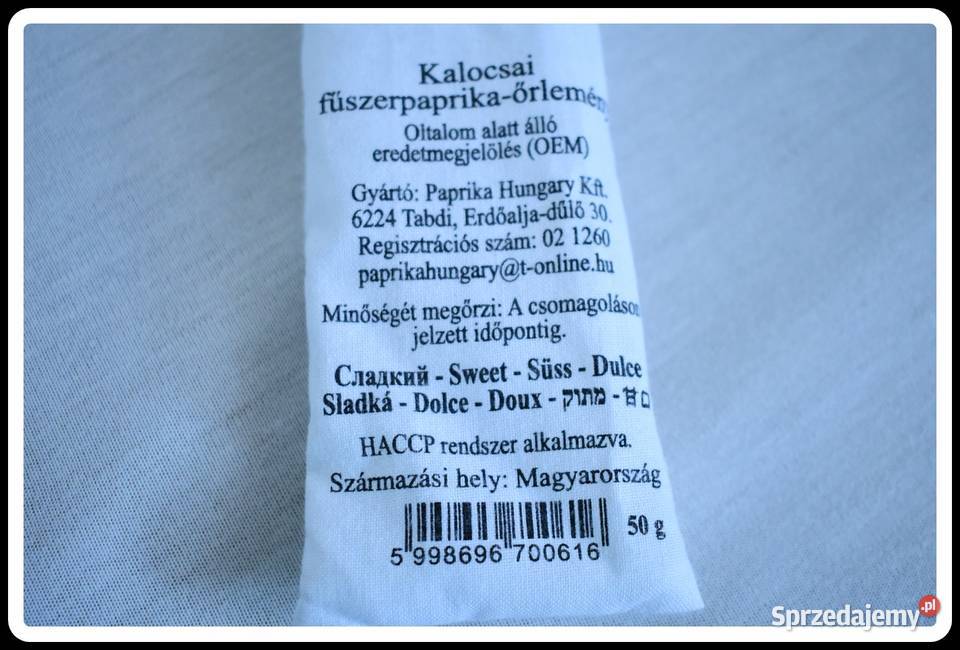 Kalocsai
fűszerpaprika-őrlemény
Oltalom alatt álló
eredetmegjelölés (OEM)
Gyártó: Paprika Hungary Kft.
6224 Tabdi, Erdőalja-dűlő 30.
Regisztrációs szám: 02 1260
paprikahungary@t-online.hu
Minőségét megőrzi: A csomagoláson
jelzett időpontig.
Сладкий - Sweet - Süss - Dulce
Sladká - Dolce - Doux - מתוק - 甘口
HACCP rendszer alkalmazva.
Származási hely: Magyarország
50 g
5 998696 700616
Sprzedajemy.pl